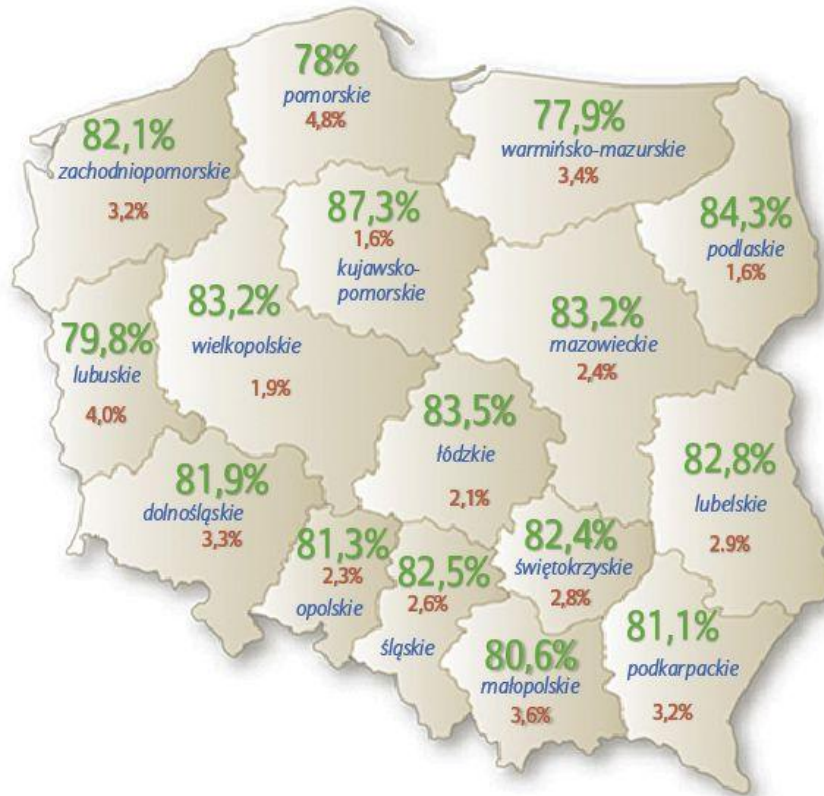 78%
pomorskie
4,8%
82,1%
zachodniopomorskie
3,2%
77,9%
warmińsko-mazurskie
3,4%
87,3%
1,6%
kujawsko-
pomorskie
84,3%
podlaskie
1,6%
83,2%
wielkopolskie
1,9%
83,2%
mazowieckie
2,4%
79,8%
lubuskie
4,0%
83,5%
łódzkie
2,1%
82,8%
lubelskie
2.9%
81,9%
dolnośląskie
3,3%
81,3%
2,3%
opolskie
82,5%
2,6%
śląskie
82,4%
świętokrzyskie
2,8%
80,6%
małopolskie
3,6%
81,1%
podkarpackie
3,2%